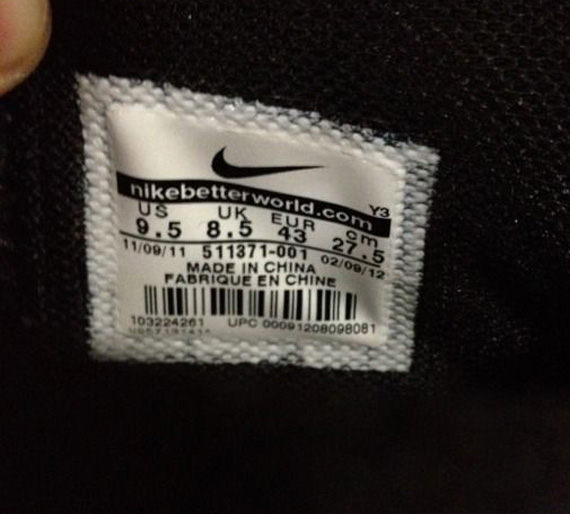 nikebetterworld.com
Y3
US UK EUR cm
9.5 8.5 43 27.5
11/09/11 511371-001 02/09/12
MADE IN CHINA
FABRIQUE EN CHINE
103224261 UPC 00091208098081